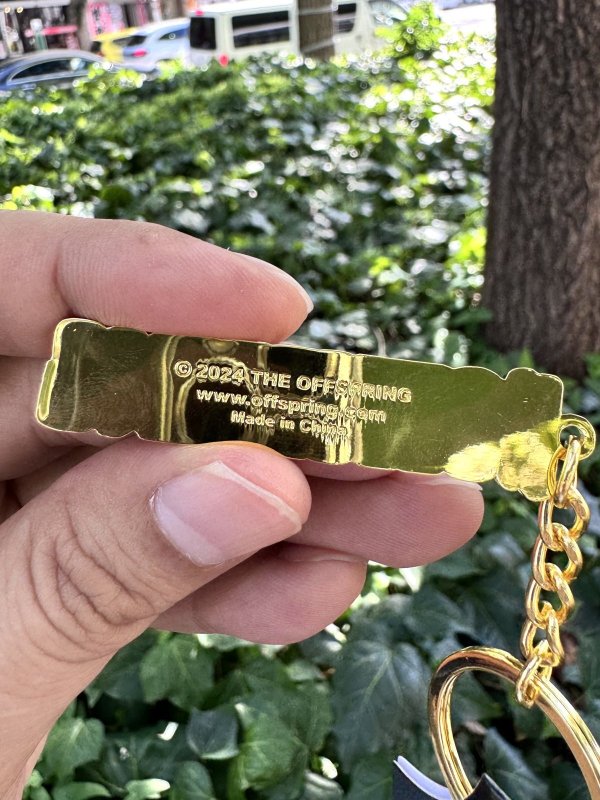 © 2024 THE OFFSPRING
www.offspring.com
Made in China